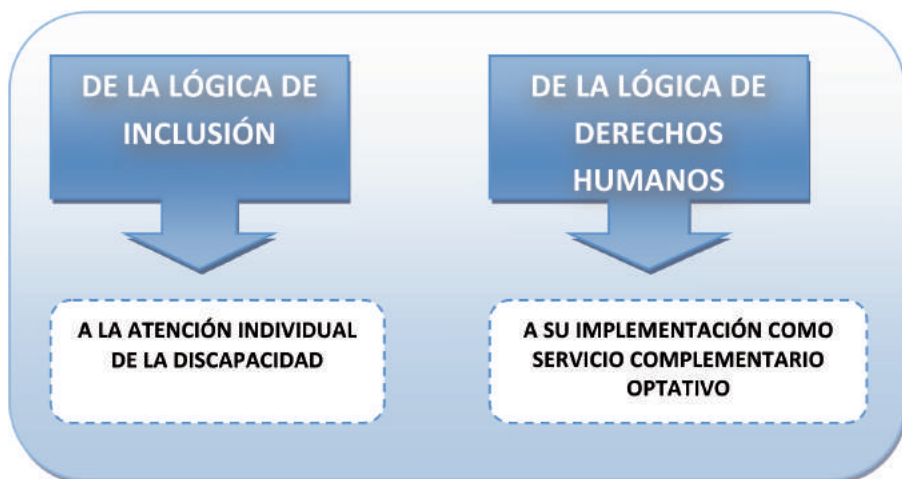 DE LA LÓGICA DE
INCLUSIÓN
A LA ATENCIÓN INDIVIDUAL
DE LA DISCAPACIDAD
DE LA LÓGICA DE
DERECHOS
HUMANOS
A SU IMPLEMENTACIÓN COMO
SERVICIO COMPLEMENTARIO
OPTATIVO